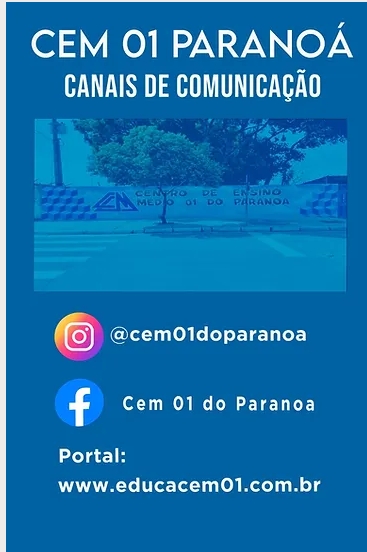 CEM 01 PARANOÁ
CANAIS DE COMUNICAÇÃO
CEM
CENTRO DE ENSINO
MÉDIO 01 DO PARANOÁ
@cem01doparanoa
Cem 01 do Paranoa
Portal:
www.educacem01.com.br